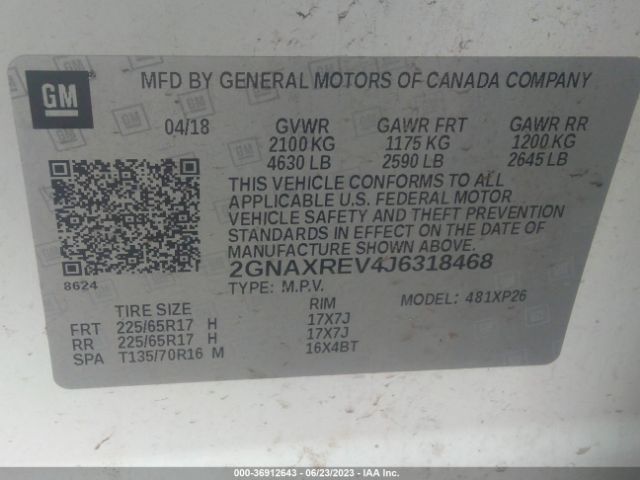 GM ®
MFD BY GENERAL MOTORS OF CANADA COMPANY
04/18 GVWR GAWR FRT GAWR RR
2100 KG 1175 KG 1200 KG
4630 LB 2590 LB 2645 LB
THIS VEHICLE CONFORMS TO ALL
APPLICABLE U.S. FEDERAL MOTOR
VEHICLE SAFETY AND THEFT PREVENTION
STANDARDS IN EFFECT ON THE DATE OF
MANUFACTURE SHOWN ABOVE.
2GNAXREV4J6318468
8624
TYPE: M.P.V. MODEL: 481XP26
TIRE SIZE RIM
FRT 225/65R17 H 17X7J
RR 225/65R17 H 17X7J
SPA T135/70R16 M 16X4BT
000-36912643 - 06/23/2023 - IAA Inc.